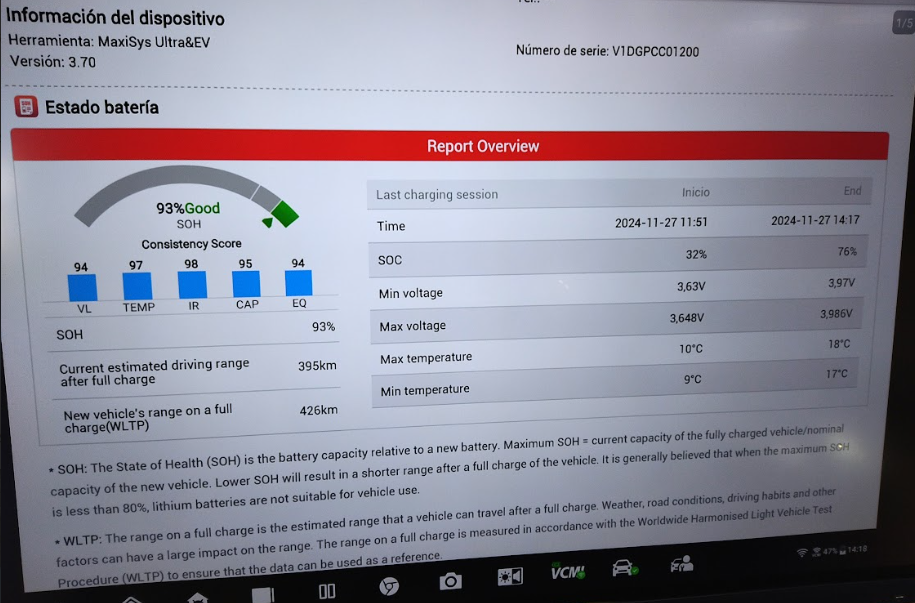 Información del dispositivo
1/5
Herramienta: MaxiSys Ultra&EV
Número de serie: V1DGPCC01200
Versión: 3.70
Estado batería
Report Overview
93%Good
SOH
Consistency Score
94 97 98 95 94
VL TEMP IR CAP EQ
SOH 93%
Current estimated driving range
after full charge 395km
New vehicle's range on a full
charge(WLTP) 426km
Last charging session Inicio End
Time 2024-11-27 11:51 2024-11-27 14:17
SOC 32% 76%
Min voltage 3,63V 3,97V
Max voltage 3,648V 3,986V
Max temperature 10°C 18°C
Min temperature 9°C 17°C
* SOH: The State of Health (SOH) is the battery capacity relative to a new battery. Maximum SOH = current capacity of the fully charged vehicle/nominal
capacity of the new vehicle. Lower SOH will result in a shorter range after a full charge of the vehicle. It is generally believed that when the maximum SOH
is less than 80%, lithium batteries are not suitable for vehicle use.
* WLTP: The range on a full charge is the estimated range that a vehicle can travel after a full charge. Weather, road conditions, driving habits and other
factors can have a large impact on the range. The range on a full charge is measured in accordance with the Worldwide Harmonised Light Vehicle Test
Procedure (WLTP) to ensure that the data can be used as a reference.
VCMI
47% 14:18